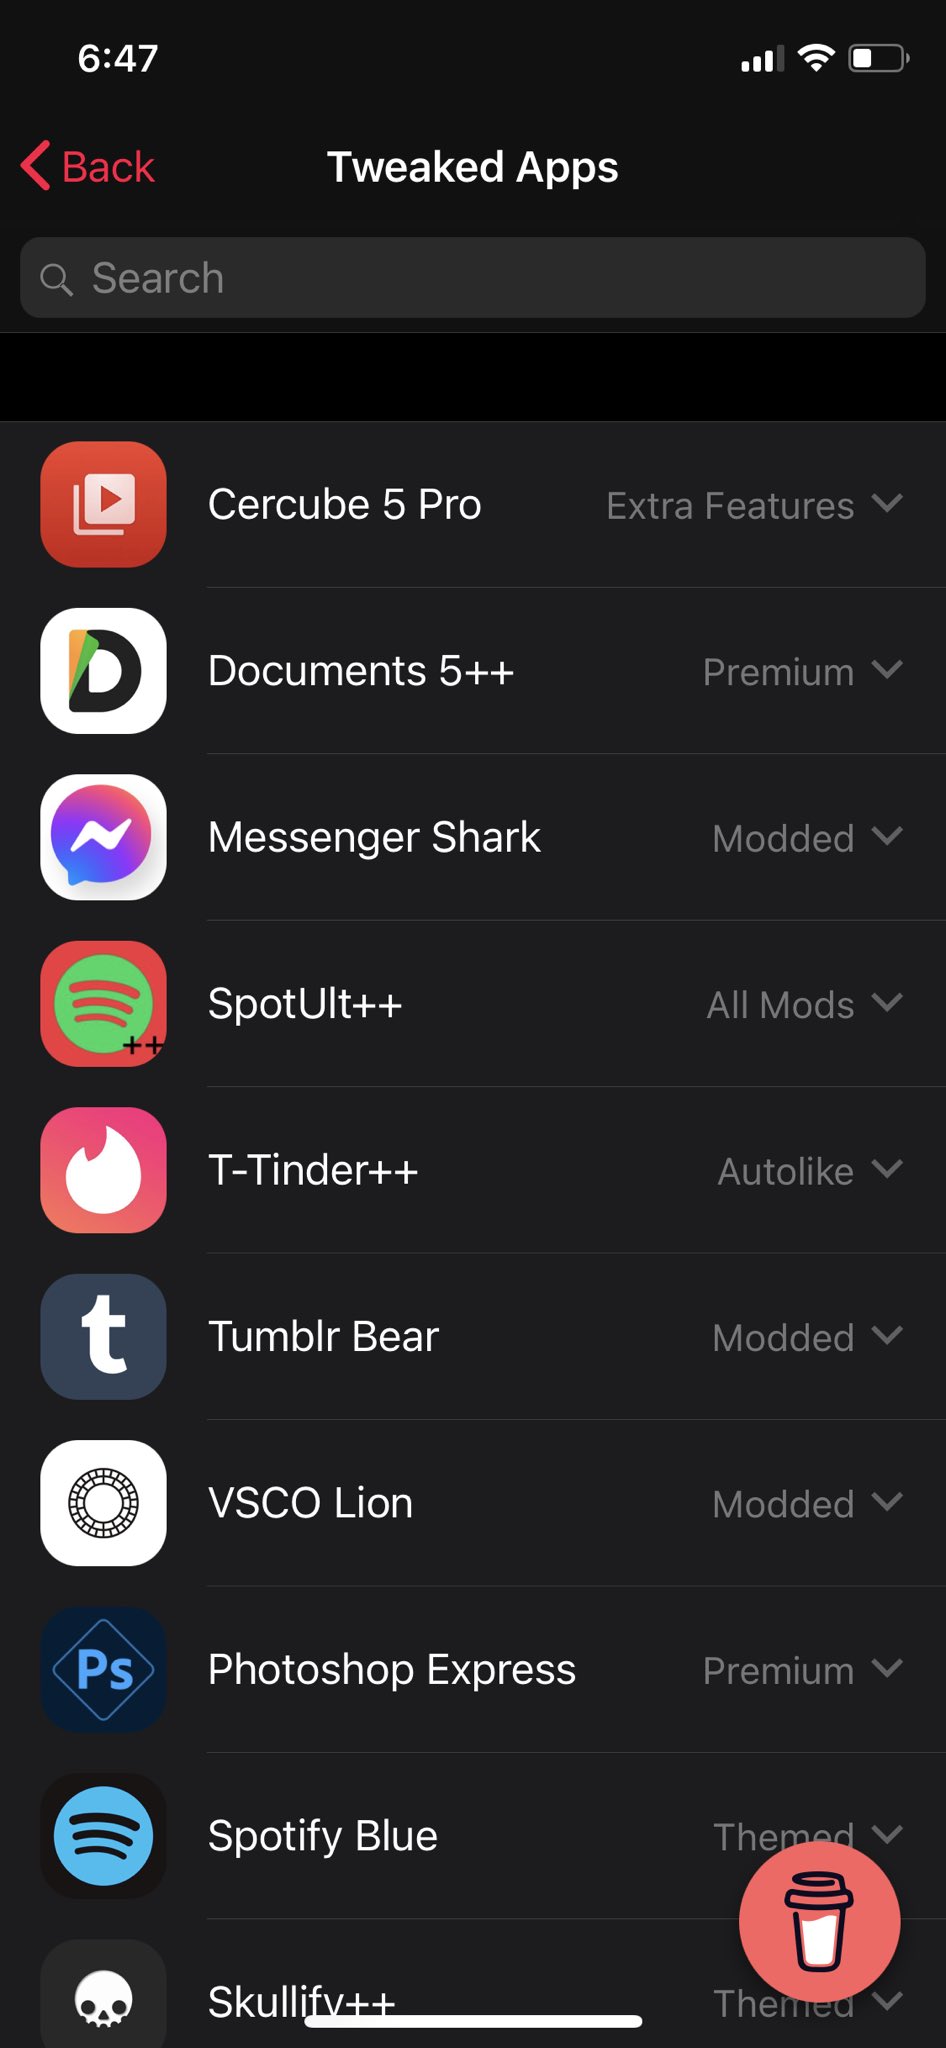 6:47
Back
Tweaked Apps
Search
Cercube 5 Pro Extra Features
Documents 5++ Premium
Messenger Shark Modded
SpotUlt++ All Mods
++
T-Tinder++ Autolike
t
Tumblr Bear Modded
VSCO Lion Modded
Ps
Photoshop Express Premium
Spotify Blue Themed
Skullify++ Themed